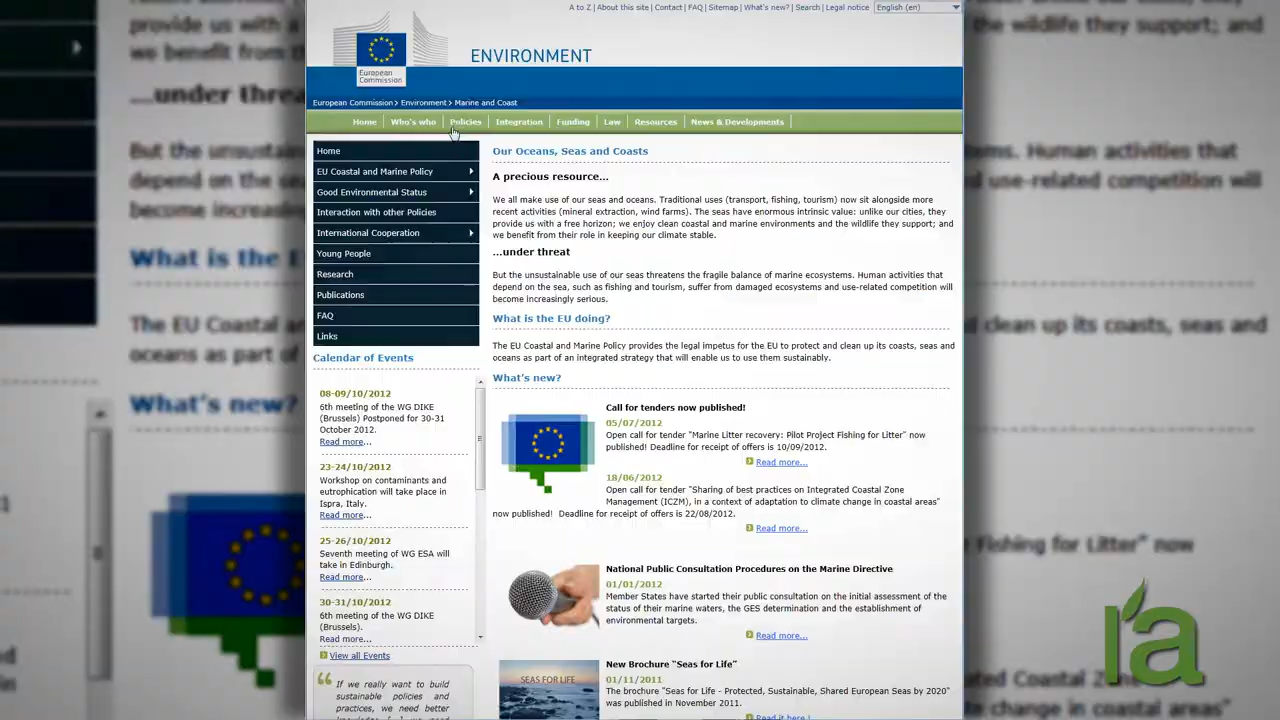 A to Z | About this site | Contact | FAQ | Sitemap | What's new? | Search | Legal notice
English (en)
European
Commission
ENVIRONMENT
European Commission > Environment > Marine and Coast
Home | Who's who | Policies | Integration | Funding | Law | Resources | News & Developments |
Home
EU Coastal and Marine Policy
Good Environmental Status
Interaction with other Policies
International Cooperation
Young People
Research
Publications
FAQ
Links
Calendar of Events
08-09/10/2012
6th meeting of the WG DIKE
(Brussels) Postponed for 30-31
October 2012.
Read more...
23-24/10/2012
Workshop on contaminants and
eutrophication will take place in
Ispra, Italy.
Read more...
25-26/10/2012
Seventh meeting of WG ESA will
take in Edinburgh.
Read more...
30-31/10/2012
6th meeting of the WG DIKE
(Brussels).
Read more...
View all Events
If we really want to build
sustainable policies and
practices, we need better
Our Oceans, Seas and Coasts
A precious resource...
We all make use of our seas and oceans. Traditional uses (transport, fishing, tourism) now sit alongside more
recent activities (mineral extraction, wind farms). The seas have enormous intrinsic value: unlike our cities, they
provide us with a free horizon; we enjoy clean coastal and marine environments and the wildlife they support; and
we benefit from their role in keeping our climate stable.
...under threat
But the unsustainable use of our seas threatens the fragile balance of marine ecosystems. Human activities that
depend on the sea, such as fishing and tourism, suffer from damaged ecosystems and use-related competition will
become increasingly serious.
What is the EU doing?
The EU Coastal and Marine Policy provides the legal impetus for the EU to protect and clean up its coasts, seas and
oceans as part of an integrated strategy that will enable us to use them sustainably.
What's new?
Call for tenders now published!
05/07/2012
Open call for tender "Marine Litter recovery: Pilot Project Fishing for Litter" now
published! Deadline for receipt of offers is 10/09/2012.
Read more...
18/06/2012
Open call for tender "Sharing of best practices on Integrated Coastal Zone
Management (ICZM), in a context of adaptation to climate change in coastal areas"
now published! Deadline for receipt of offers is 22/08/2012.
Read more...
National Public Consultation Procedures on the Marine Directive
01/01/2012
Member States have started their public consultation on the initial assessment of the
status of their marine waters, the GES determination and the establishment of
environmental targets.
Read more...
SEAS FOR LIFE
New Brochure "Seas for Life"
01/11/2011
The brochure "Seas for Life - Protected, Sustainable, Shared European Seas by 2020"
was published in November 2011.
Read it here !